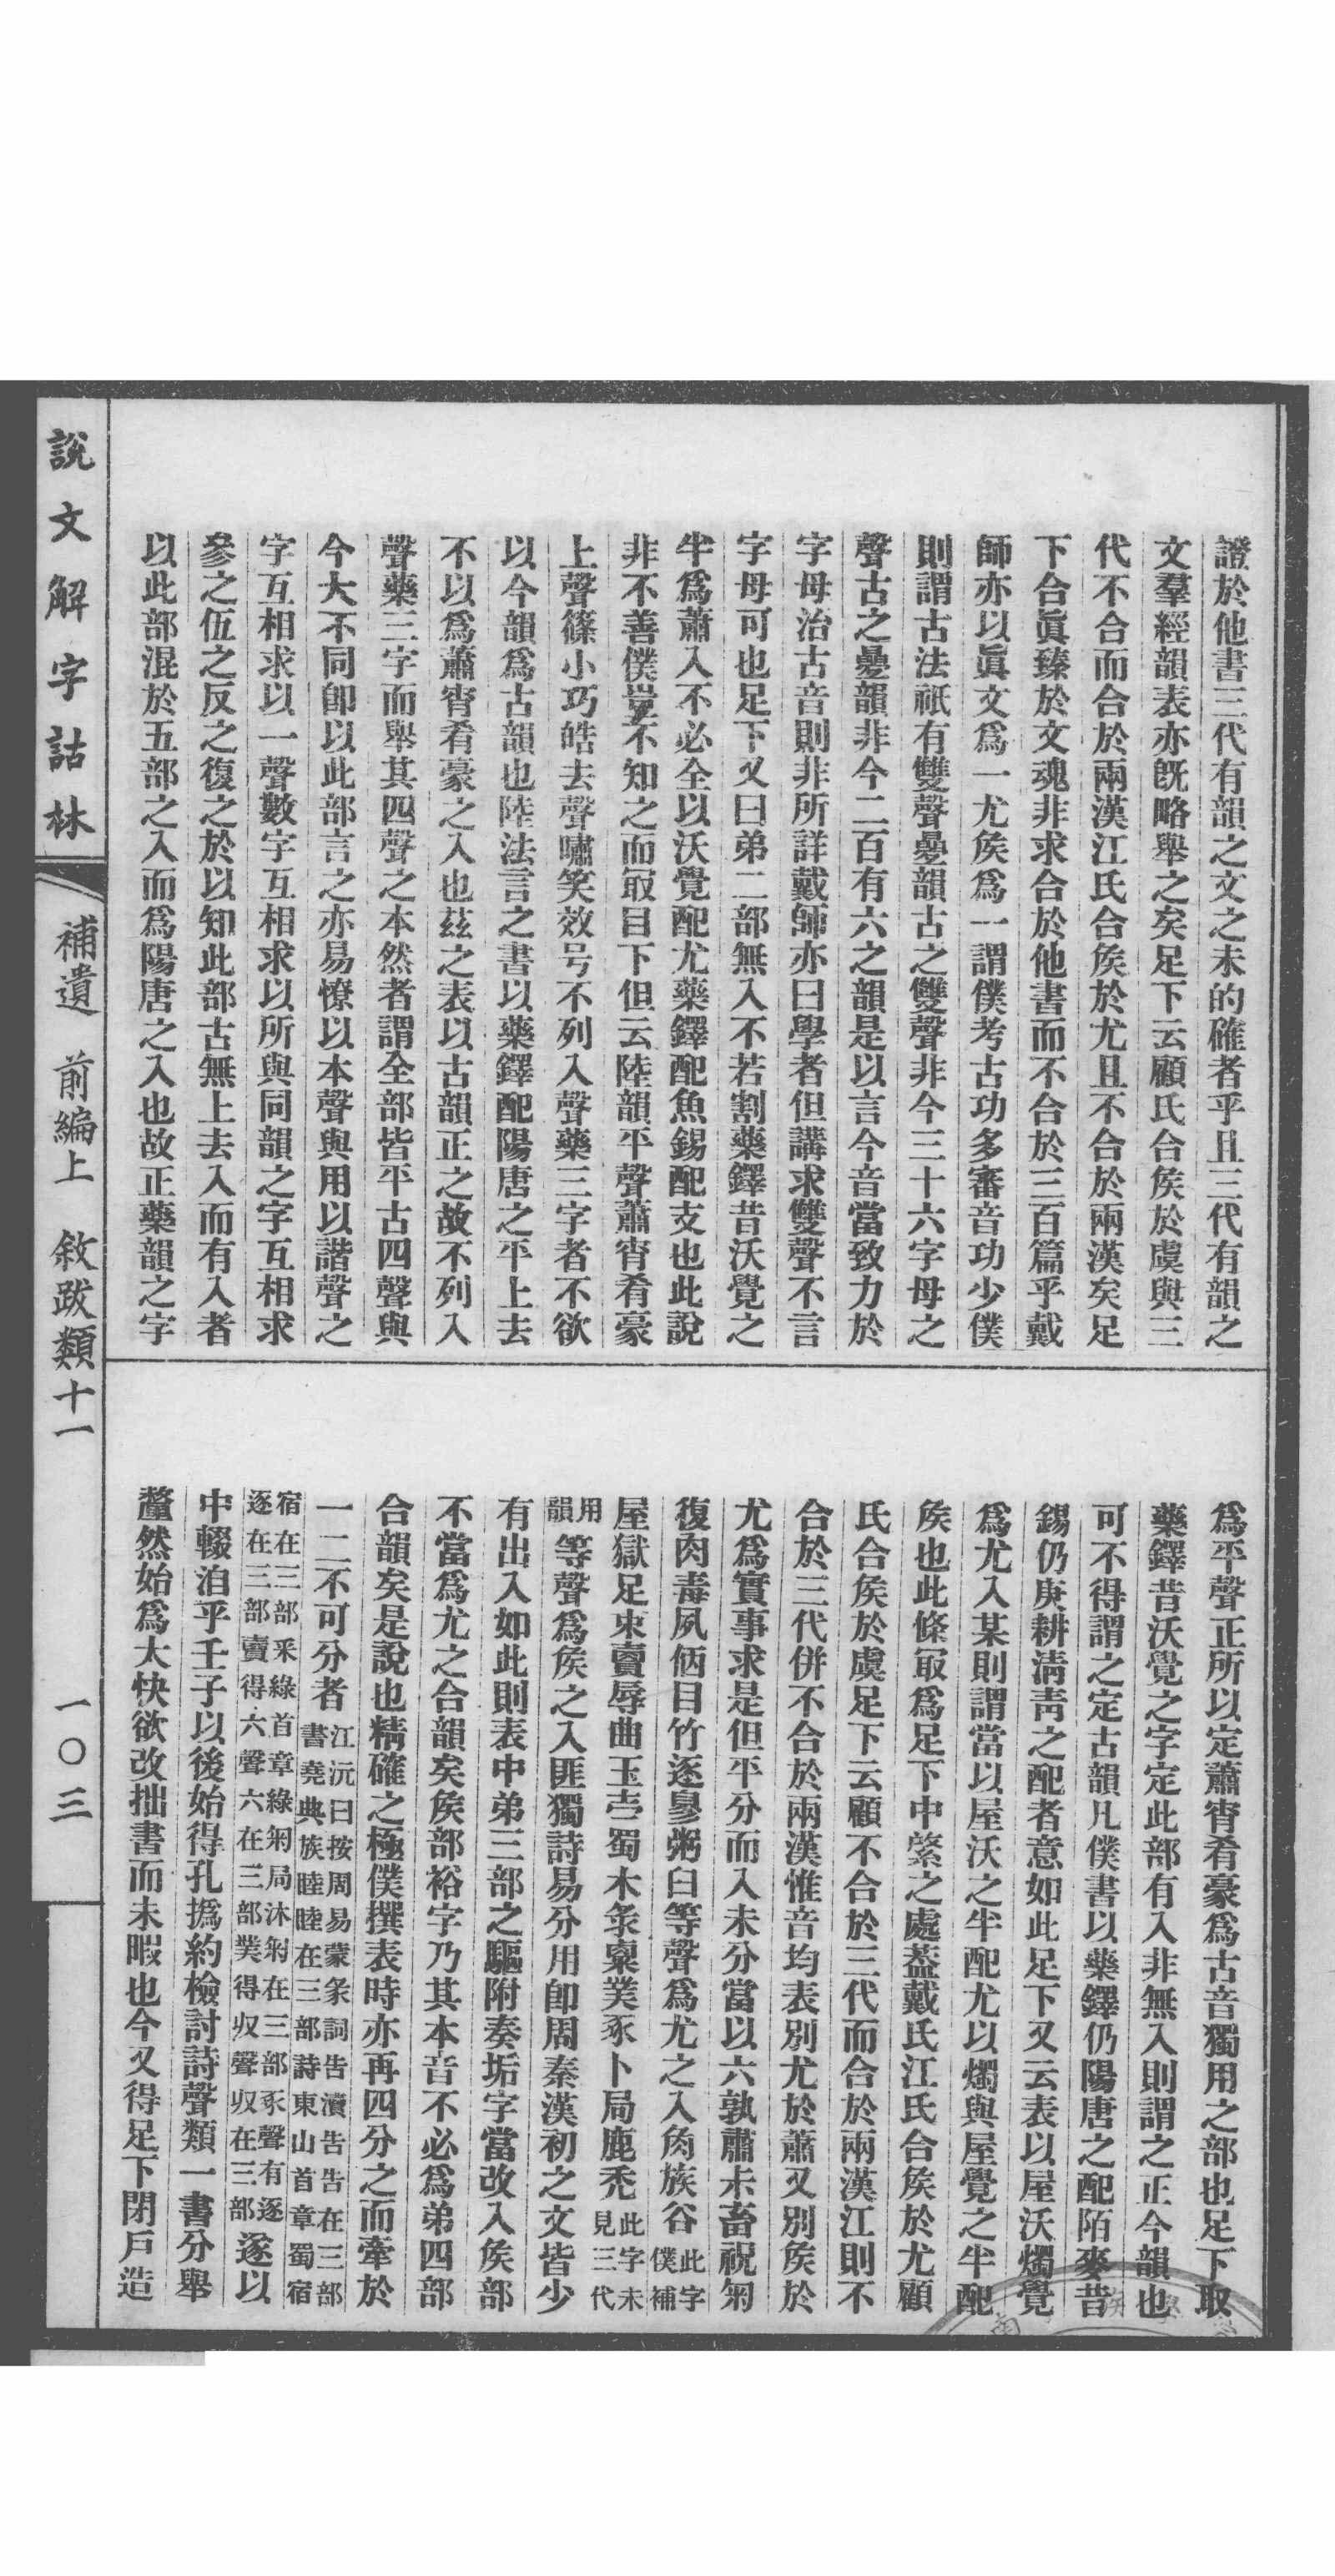 證於他書三代有韻之文之未的確者乎且三代有韻之
文羣經韻表亦旣略舉之矣足下云顧氏合矦於虞與三
代不合而合於兩漢江氏合矦於尤且不合於兩漢矣足
下合眞臻於文魂非求合於他書而不合於三百篇乎戴
師亦以眞文爲一尤矦爲一謂僕考古功多審音功少僕
則謂古法祇有雙聲曡韻古之雙聲非今三十六字母之
聲古之曡韻非今二百有六之韻是以言今音當致力於
字母治古音則非所詳戴師亦曰學者但講求雙聲不言
字母可也足下又曰弟二部無入不若割藥鐸昔沃覺之
半爲蕭入不必全以沃覺配尤藥鐸配魚錫配支也此說
非不善僕豈不知之而冣目下但云陸韻平聲蕭宵肴豪
上聲篠小巧皓去聲嘯笑效号不列入聲藥三字者不欲
以今韻爲古韻也陸法言之書以藥鐸配陽唐之平上去
不以爲蕭宵肴豪之入也茲之表以古韻正之故不列入
聲藥三字而舉其四聲之本然者謂全部皆平古四聲與
今大不同卽以此部言之亦易憭以本聲與用以諧聲之
字互相求以一聲數字互相求以所與同韻之字互相求
參之伍之反之復之於以知此部古無上去入而有入者
以此部混於五部之入而爲陽唐之入也故正藥韻之字
爲平聲正所以定蕭宵肴豪爲古音獨用之部也足下取
藥鐸昔沃覺之字定此部有入非無入則謂之正今韻也
可不得謂之定古韻凡僕書以藥鐸仍陽唐之配陌麥昔
錫仍庚耕淸靑之配者意如此足下又云表以屋沃燭覺
爲尤入某則謂當以屋沃之半配尤以燭與屋覺之半配
矦也此條冣爲足下中綮之處葢戴氏江氏合矦於尤顧
氏合矦於虞足下云顧不合於三代而合於兩漢江則不
合於三代併不合於兩漢惟音均表別尤於蕭又別矦於
尤爲實事求是但平分而入未分當以六孰肅尗畜祝匊
復肉毒夙佰目竹逐翏粥臼等聲爲尤之入角族谷此字僕補
屋獄足束賣辱曲玉壴蜀木彔粟菐豕卜局鹿禿此字未見三代
用韻等聲爲矦之入匪獨詩易分用卽周秦漢初之文皆少
有出入如此則表中弟三部之驅附奏垢字當改入矦部
不當爲尤之合韻矣矦部裕字乃其本音不必爲弟四部
合韻矣是說也精確之極僕撰表時亦再四分之而牽於
一二不可分者江沅曰按周易蒙彖詞告瀆告告在三部書堯典族睦睦在三部詩東山首章蜀宿
宿在三部采綠首章綠匊局沐匊在三部豕聲有逐逐在三部賣得六聲六在三部菐得収聲収在三部遂以
中輟洎乎壬子以後始得孔撝約檢討詩聲類一書分舉
釐然始爲大快欲改拙書而未暇也今又得足下閉戶造
說文解字詁林
補遺 前編上 敘跋類十一
一〇三